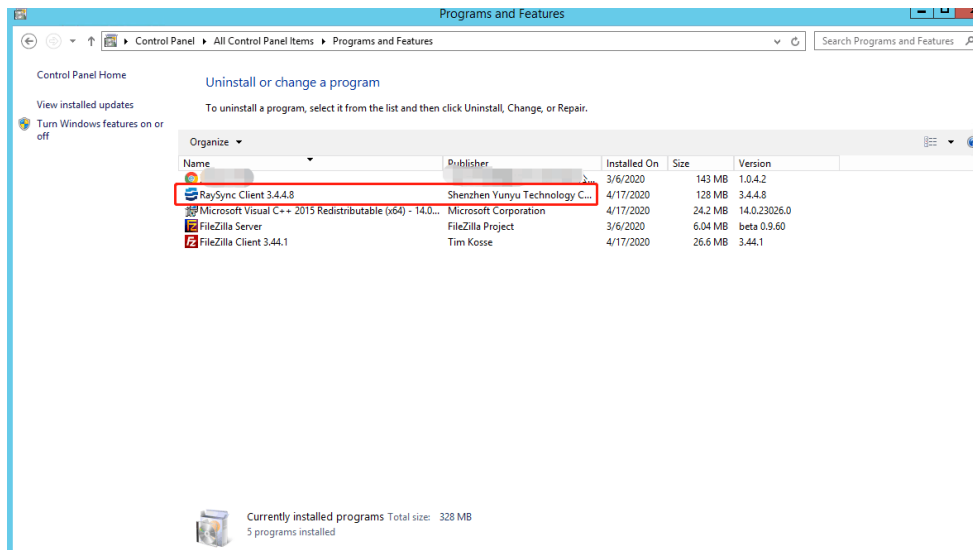 Programs and Features
Control Panel All Control Panel Items Programs and Features
Search Programs and Features
Control Panel Home
View installed updates
Turn Windows features on or off
Uninstall or change a program
To uninstall a program, select it from the list and then click Uninstall, Change, or Repair.
Organize
Name Publisher Installed On Size Version
3/6/2020 143 MB 1.0.4.2
RaySync Client 3.4.4.8 Shenzhen Yunyu Technology C... 4/17/2020 128 MB 3.4.4.8
Microsoft Visual C++ 2015 Redistributable (x64) - 14.0... Microsoft Corporation 4/17/2020 24.2 MB 14.0.23026.0
FileZilla Server FileZilla Project 3/6/2020 6.04 MB beta 0.9.60
FileZilla Client 3.44.1 Tim Kosse 4/17/2020 26.6 MB 3.44.1
Currently installed programs Total size: 328 MB
5 programs installed